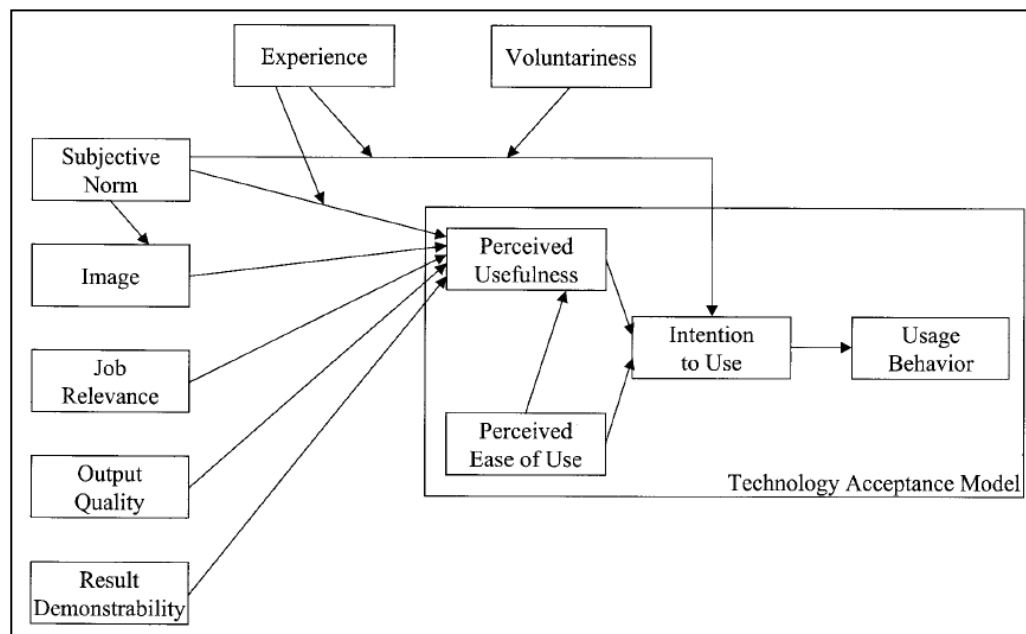 Experience
Voluntariness
Subjective
Norm
Image
Job
Relevance
Output
Quality
Result
Demonstrability
Perceived
Usefulness
Perceived
Ease of Use
Intention
to Use
Usage
Behavior
Technology Acceptance Model